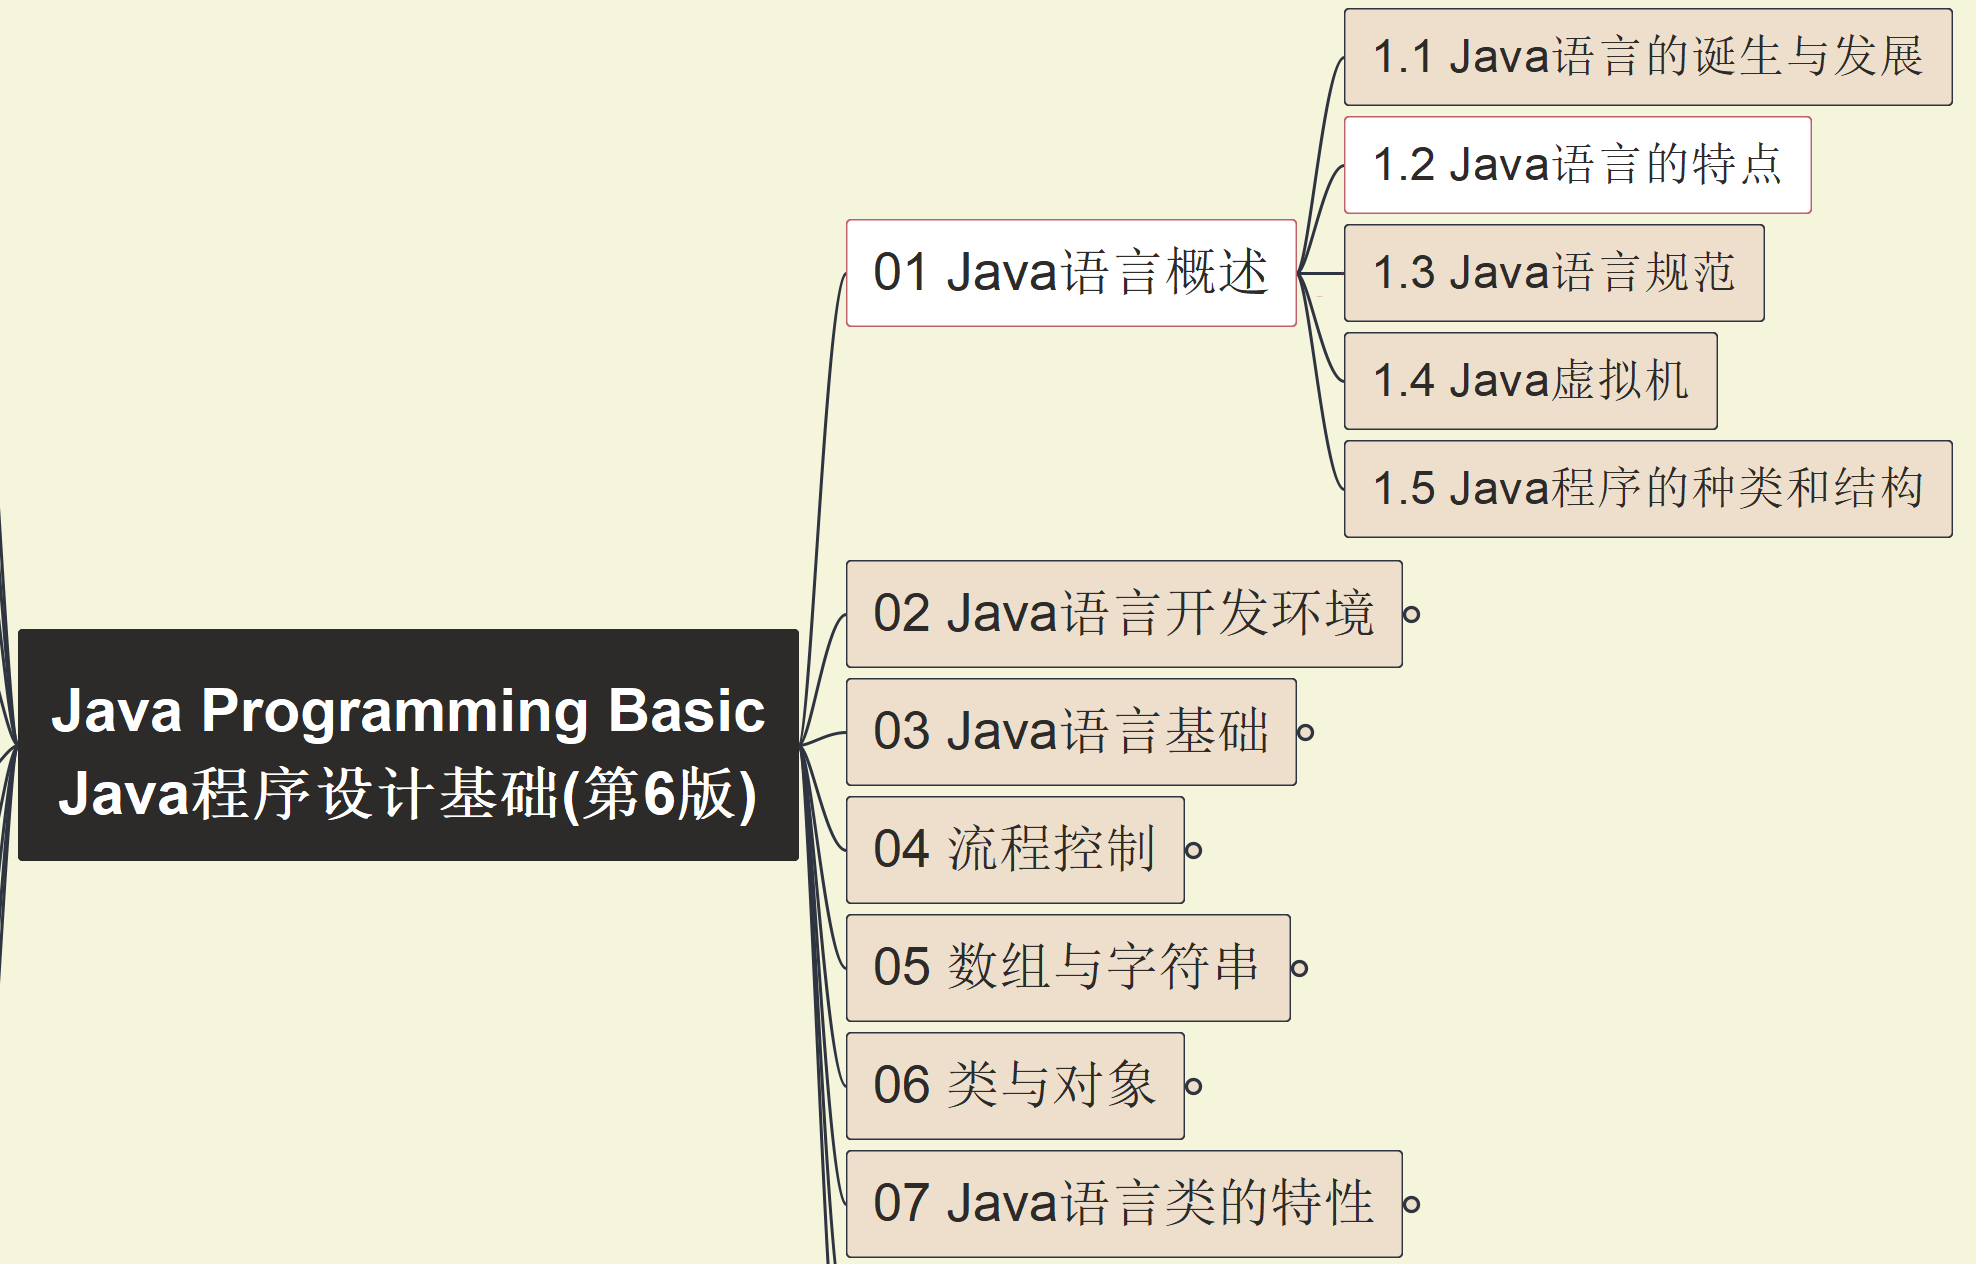 1.1 Java语言的诞生与发展
1.2 Java语言的特点
01 Java语言概述
1.3 Java语言规范
1.4 Java虚拟机
1.5 Java程序的种类和结构
02 Java语言开发环境
Java Programming Basic
Java程序设计基础(第6版)
03 Java语言基础
04 流程控制
05 数组与字符串
06 类与对象
07 Java语言类的特性